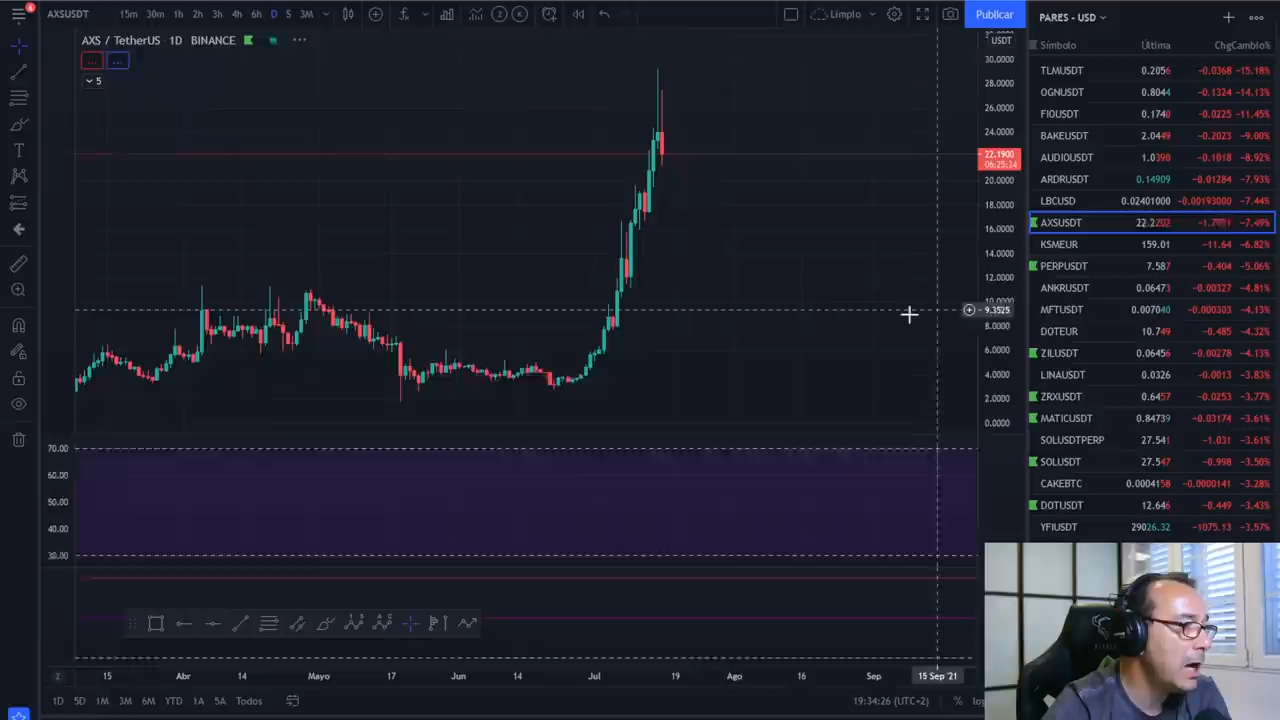 AXSUSDT 15m 30m 1h 2h 3h 4h 6h D S 3M Limplo Publicar
PARES - USD
AXS / TetherUS · 1D BINANCE
USDT
5
30.0000
28.0000
26.0000
24.0000
22.1900
06:25:34
20.0000
18.0000
16.0000
14.0000
12.0000
10.0000
9.3525
8.0000
6.0000
4.0000
2.0000
0.0000
70.00
60.00
50.00
40.00
30.00
15 Abr 14 Mayo 17 Jun 14 Jul 19 Ago 16 Sep 15 Sep '21
1D 5D 1M 3M 6M YTD 1A 5A Todos
19:34:26 (UTC+2) % log
Símbolo Última Chg Cambio%
TLMUSDT 0.2056 -0.0368 -15.18%
OGNUSDT 0.8044 -0.1324 -14.13%
FIOUSDT 0.1740 -0.0225 -11.45%
BAKEUSDT 2.0449 -0.2023 -9.00%
AUDIOUSDT 1.0390 -0.1018 -8.92%
ARDRUSDT 0.14909 -0.01284 -7.93%
LBCUSD 0.02401000 -0.00193000 -7.44%
AXSUSDT -7.49%
KSMEUR 159.01 -11.64 -6.82%
PERPUSDT 7.587 -0.404 -5.06%
ANKRUSDT 0.06473 -0.00327 -4.81%
MFTUSDT 0.007040 -0.000303 -4.13%
DOTEUR 10.749 -0.485 -4.32%
ZILUSDT 0.06456 -0.00278 -4.13%
LINAUSDT 0.0326 -0.0013 -3.83%
ZRXUSDT 0.6457 -0.0253 -3.77%
MATICUSDT 0.84739 -0.03174 -3.61%
SOLUSDTPERP 27.541 -1.031 -3.61%
SOLUSDT 27.547 -0.998 -3.50%
CAKEBTC 0.0004158 -0.0000141 -3.28%
DOTUSDT 12.646 -0.449 -3.43%
YFIUSDT 29026.32 -1075.13 -3.57%